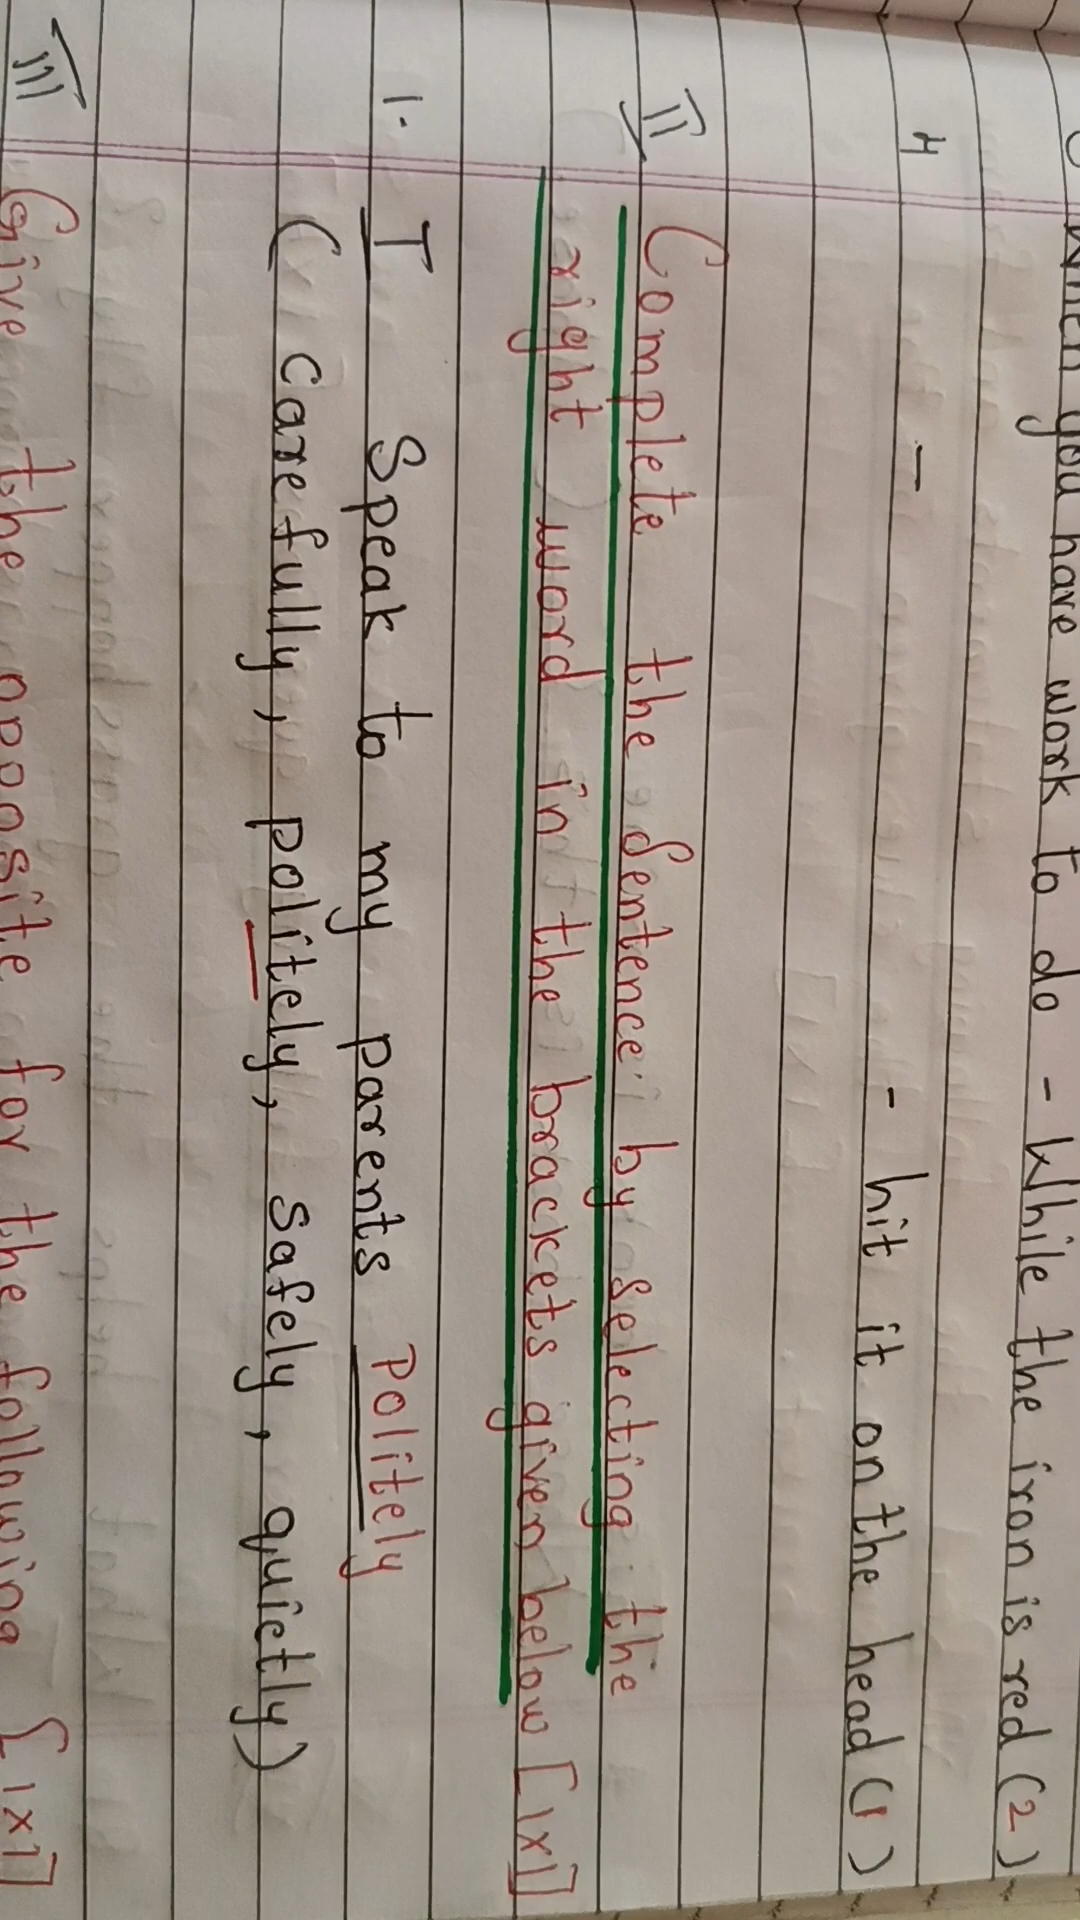 When you have work to do - While the iron is red (2)
4 — - hit it on the head (1)
II Complete the Sentence by selecting the
right word in the brackets given below [1x1]
1. I Speak to my parents Politely
( carefully, politely, safely, quietly)
III Give the opposite for the following [1x1]